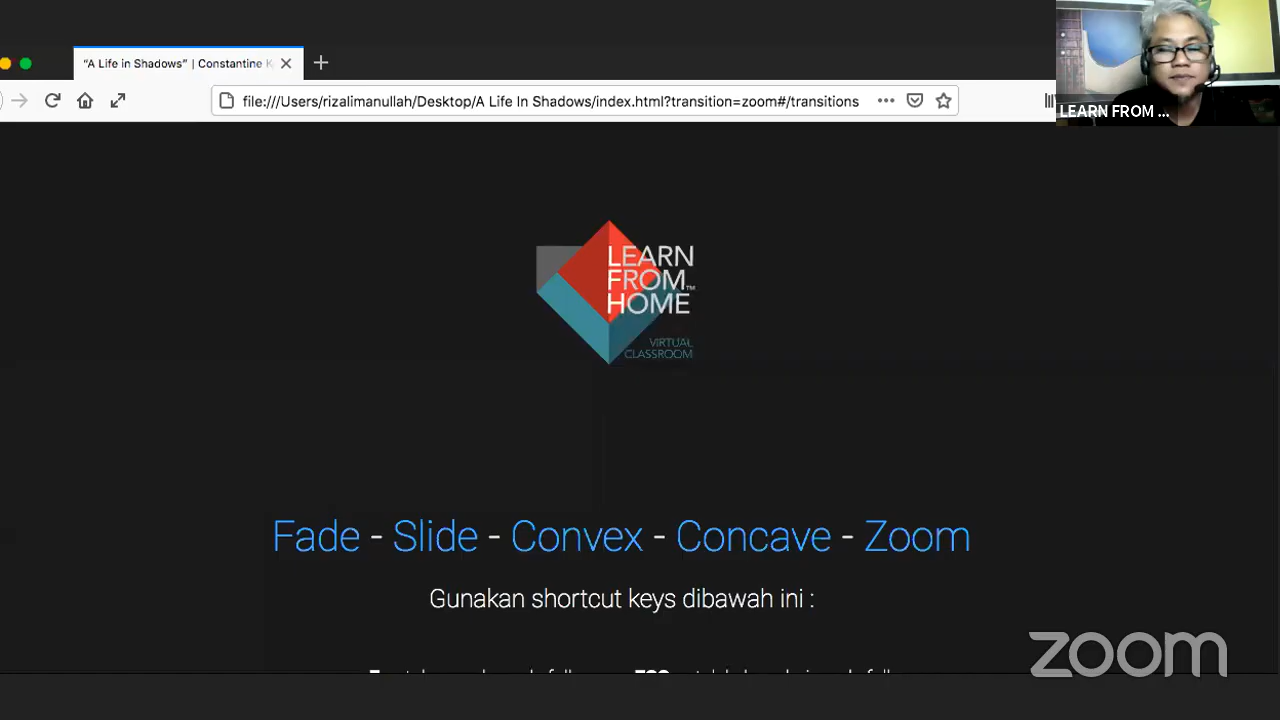 “A Life in Shadows” | Constantine K
file:///Users/rizalimanullah/Desktop/A Life In Shadows/index.html?transition=zoom#/transitions
LEARN FROM ...
LEARN
FROM™
HOME
VIRTUAL
CLASSROOM
Fade - Slide - Convex - Concave - Zoom
Gunakan shortcut keys dibawah ini :
zoom